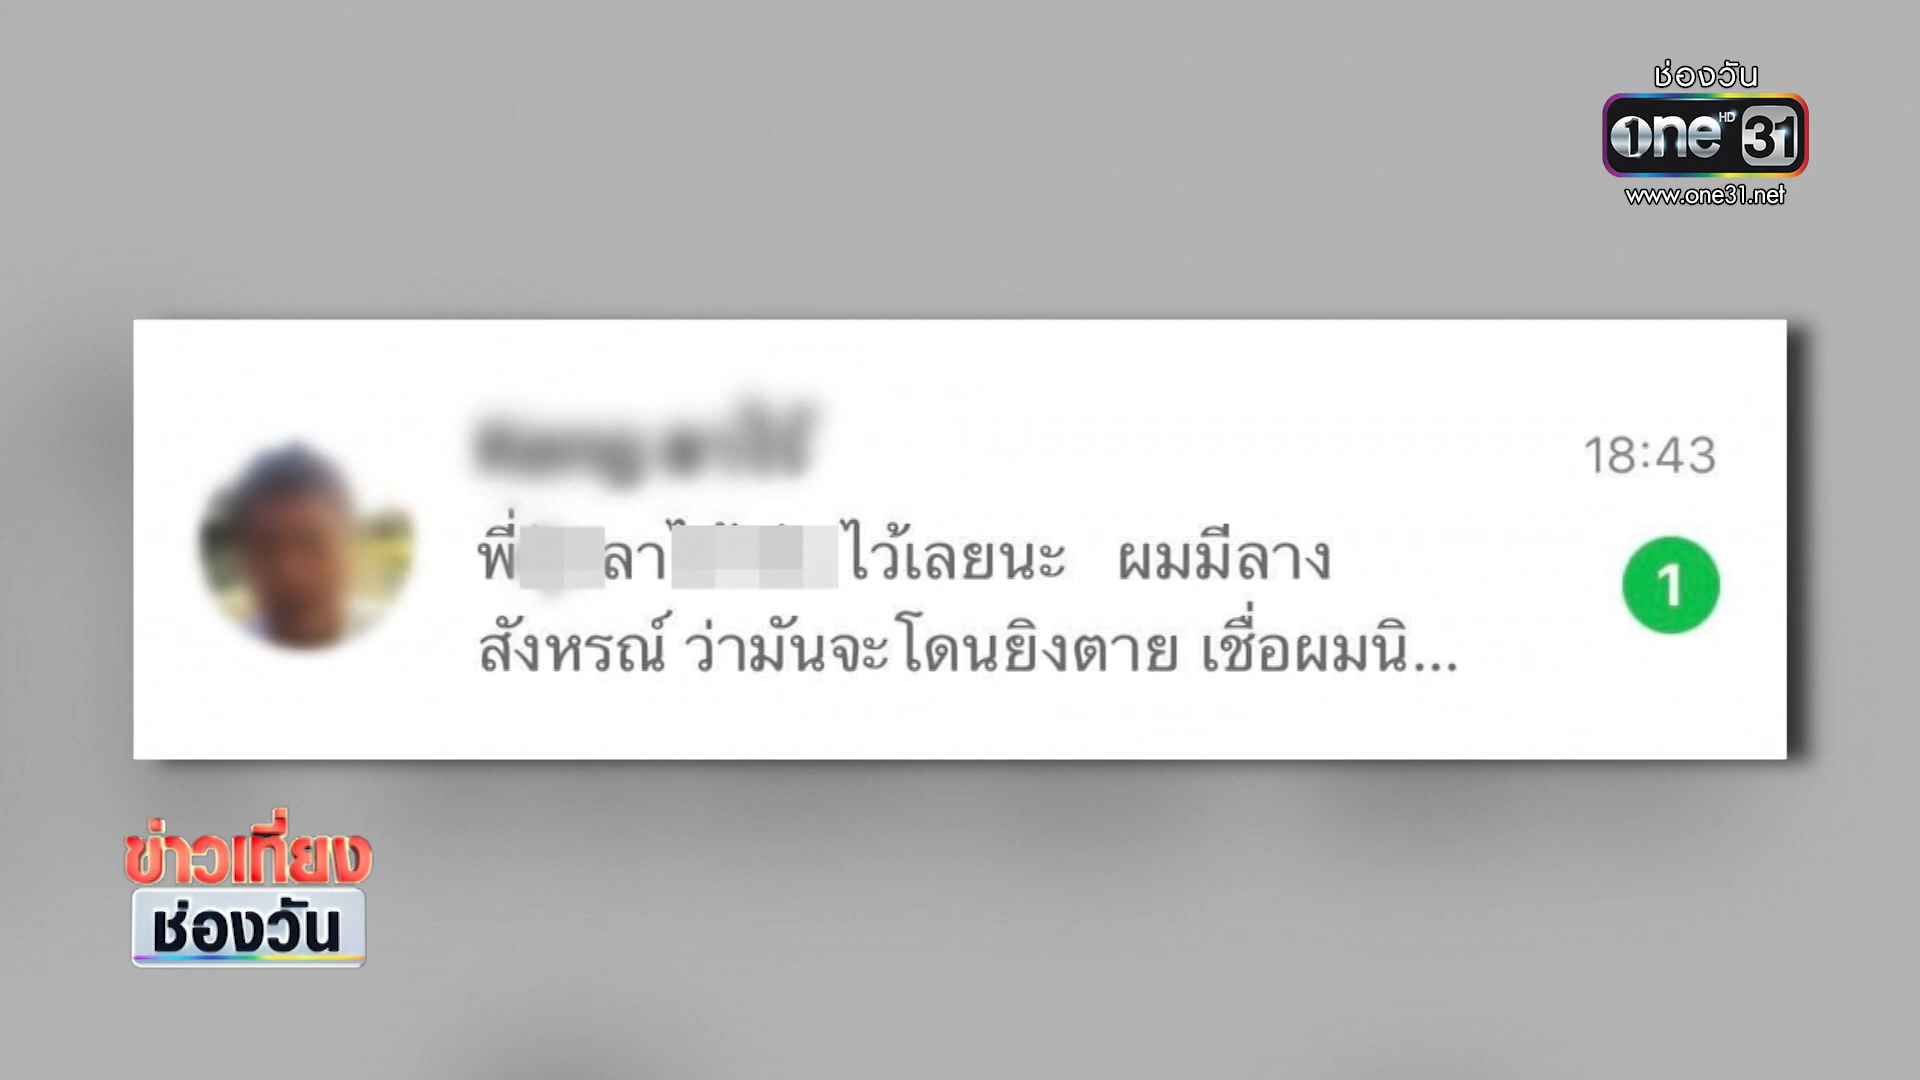 ช่องวัน
one HD 31
www.one31.net
18:43
พี่ ลา ไว้เลยนะ ผมมีลาง
สังหรณ์ ว่ามันจะโดนยิงตาย เชื่อผมนิ...
1
ข่าวเที่ยง
ช่องวัน